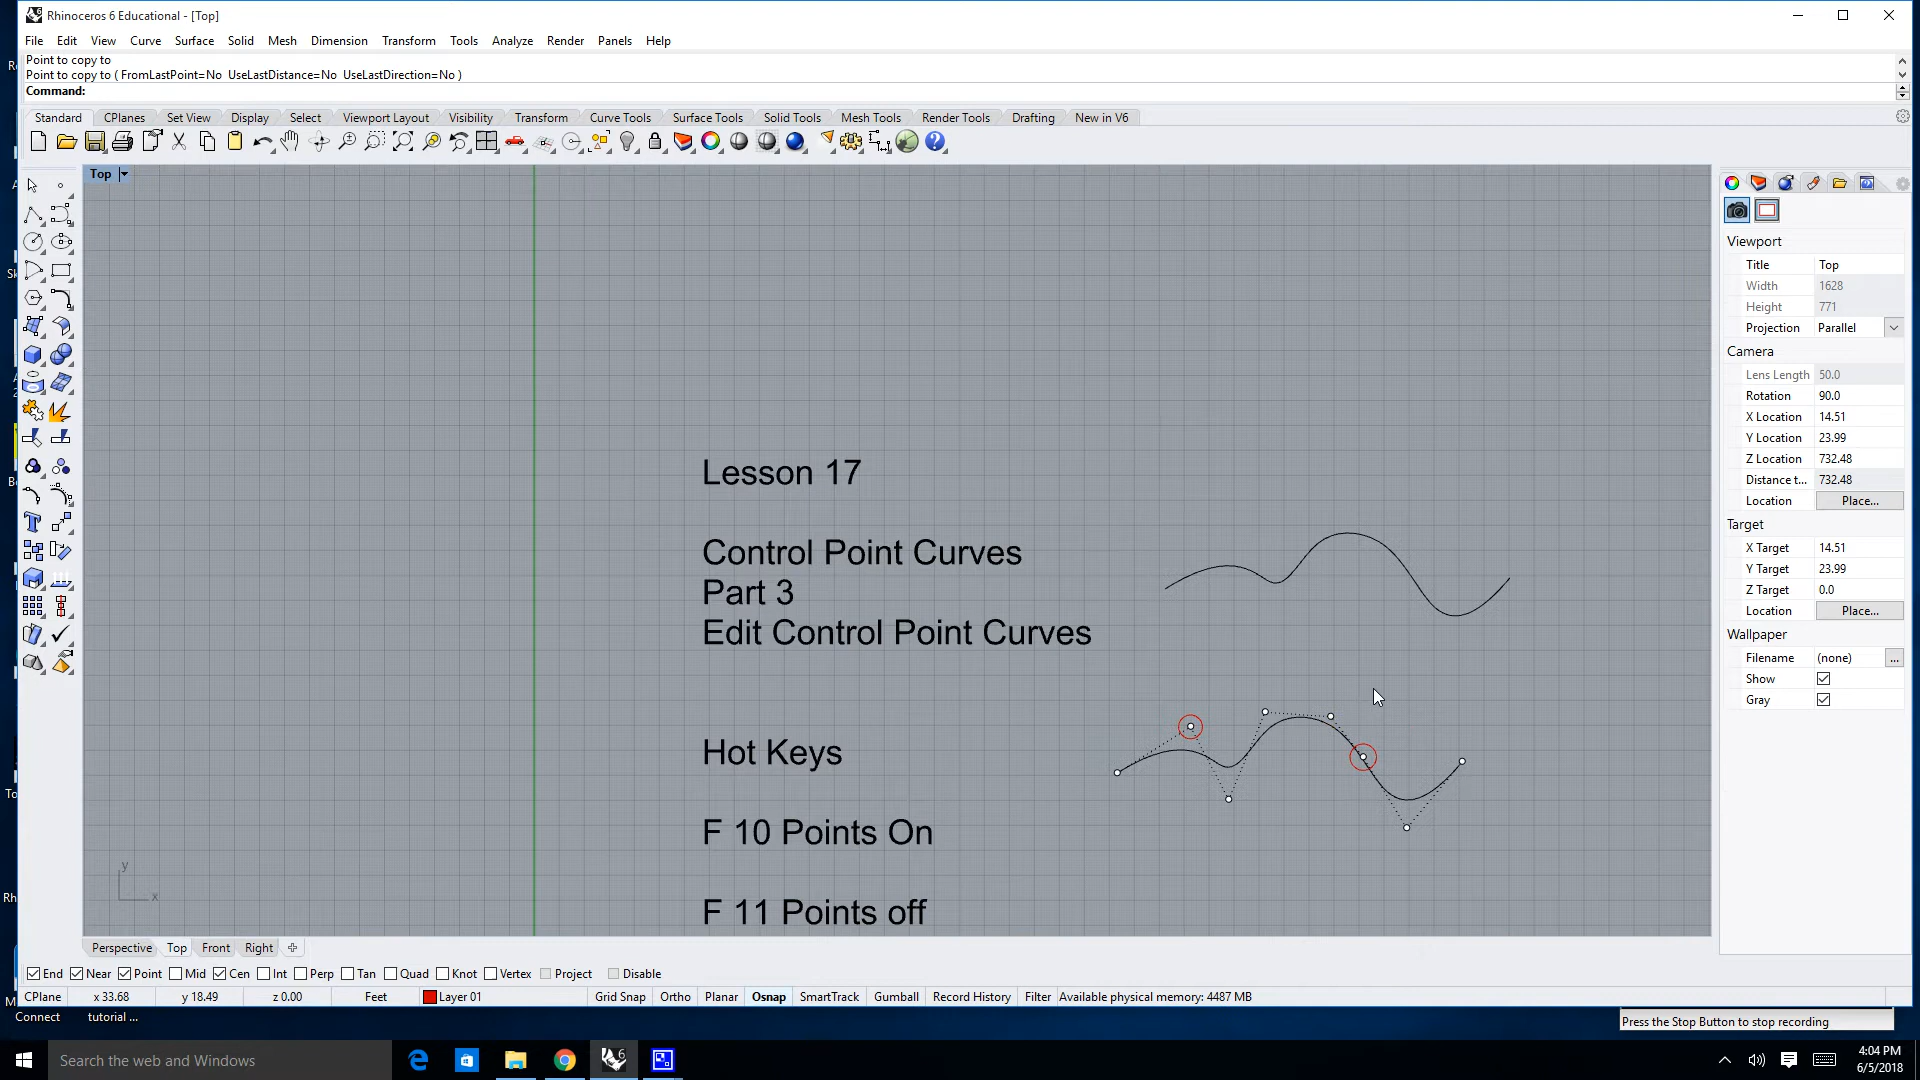 Rhinoceros 6 Educational - [Top]
File Edit View Curve Surface Solid Mesh Dimension Transform Tools Analyze Render Panels Help
Point to copy to
Point to copy to ( FromLastPoint=No UseLastDistance=No UseLastDirection=No )
Command:
Standard CPlanes Set View Display Select Viewport Layout Visibility Transform Curve Tools Surface Tools Solid Tools Mesh Tools Render Tools Drafting New in V6
Top
Viewport
Title Top
Width 1628
Height 771
Projection Parallel
Camera
Lens Length 50.0
Rotation 90.0
X Location 14.51
Y Location 23.99
Z Location 732.48
Distance t... 732.48
Location Place...
Target
X Target 14.51
Y Target 23.99
Z Target 0.0
Location Place...
Wallpaper
Filename (none) ...
Show
Gray
Lesson 17
Control Point Curves
Part 3
Edit Control Point Curves
Hot Keys
F 10 Points On
F 11 Points off
y
x
Perspective Top Front Right
End Near Point Mid Cen Int Perp Tan Quad Knot Vertex Project Disable
CPlane x 33.68 y 18.49 z 0.00 Feet Layer 01 Grid Snap Ortho Planar Osnap SmartTrack Gumball Record History Filter Available physical memory: 4487 MB
Connect tutorial ...
Press the Stop Button to stop recording
Search the web and Windows
4:04 PM
6/5/2018